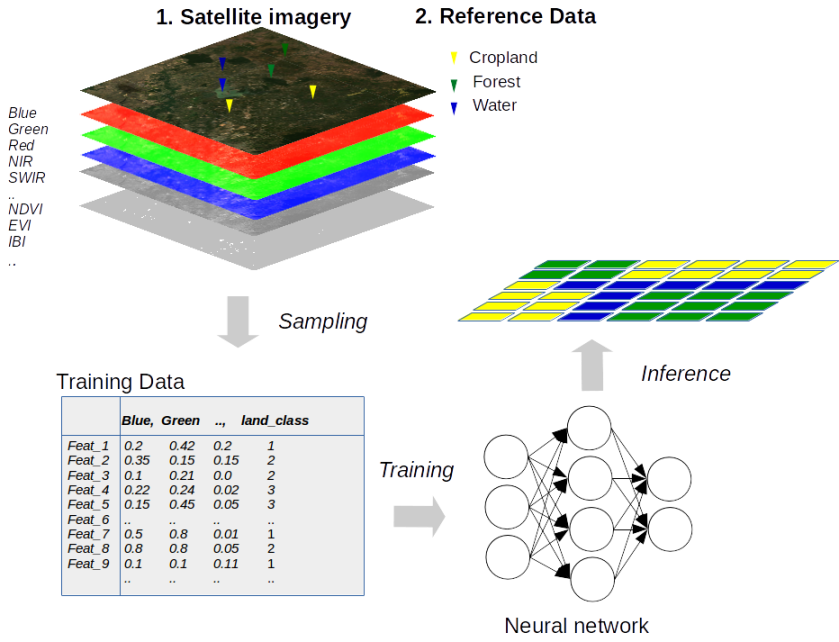 1. Satellite imagery
2. Reference Data
Cropland
Forest
Water
Blue
Green
Red
NIR
SWIR
..
NDVI
EVI
IBI
..
Sampling
Training Data
Blue, Green .., land_class
Feat_1 0.2 0.42 0.2 1
Feat_2 0.35 0.15 0.15 2
Feat_3 0.1 0.21 0.0 2
Feat_4 0.22 0.24 0.02 3
Feat_5 0.15 0.45 0.05 3
Feat_6 .. .. .. ..
Feat_7 0.5 0.8 0.01 1
Feat_8 0.8 0.8 0.05 2
Feat_9 0.1 0.1 0.11 1
.. .. .. ..
Training
Inference
Neural network